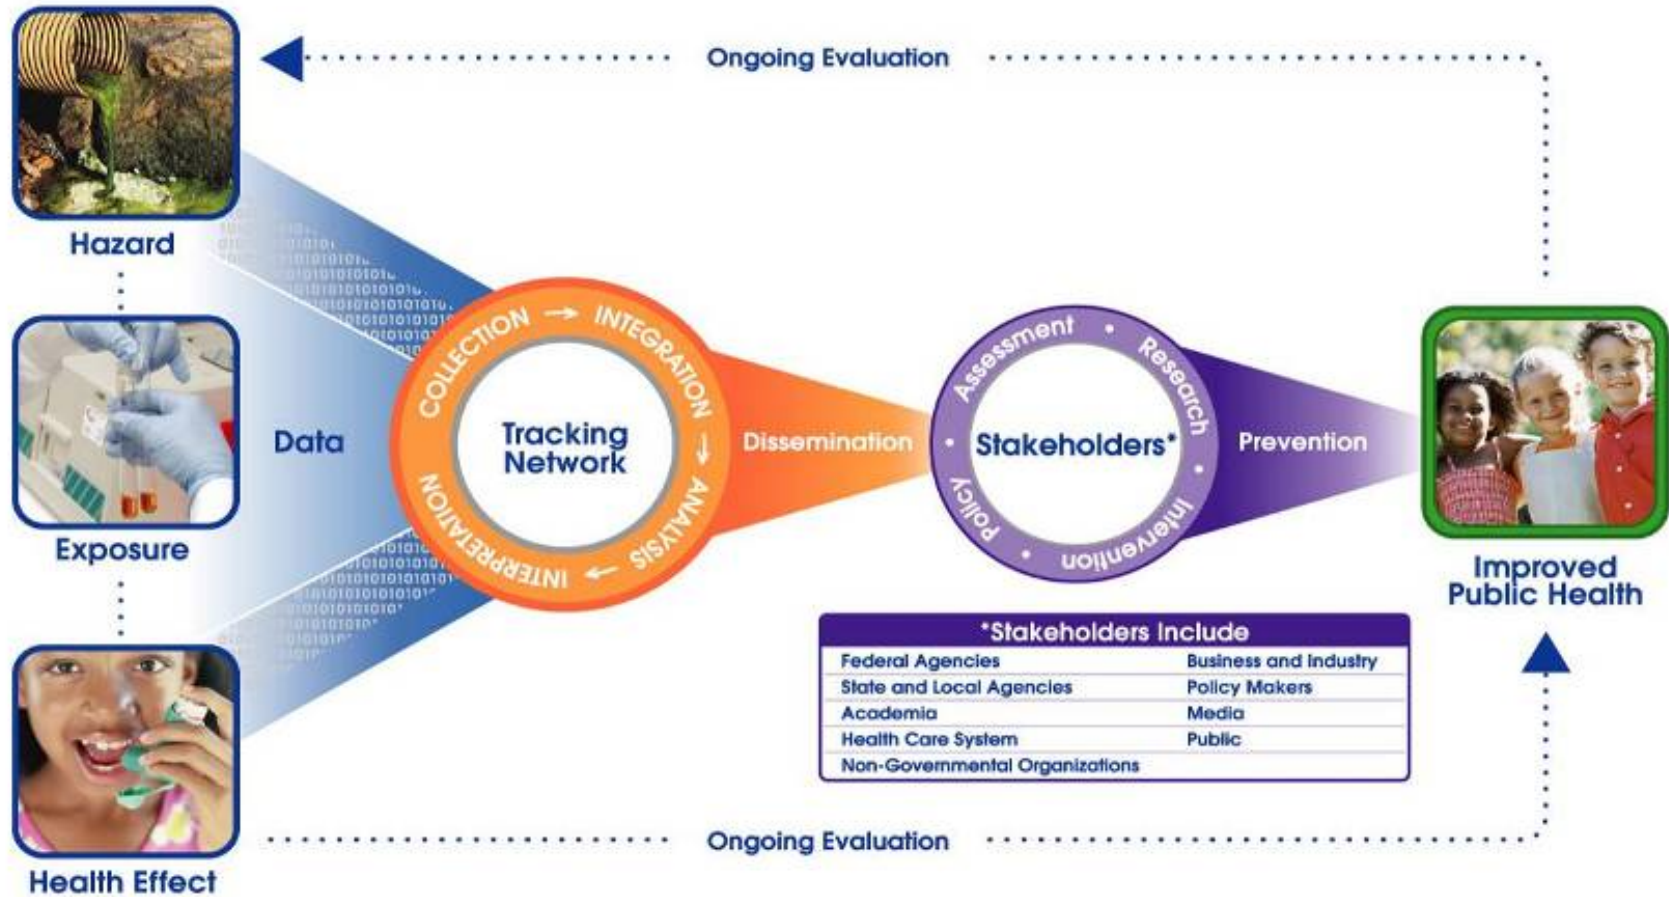 Ongoing Evaluation
Hazard
Exposure
Health Effect
Data
COLLECTION → INTEGRATION → ANALYSIS → INTERPRETATION
Tracking
Network
Dissemination
Assessment • Research • Intervention • Policy •
Stakeholders*
Prevention
Improved
Public Health
*Stakeholders Include
Federal Agencies Business and Industry
State and Local Agencies Policy Makers
Academia Media
Health Care System Public
Non-Governmental Organizations
Ongoing Evaluation